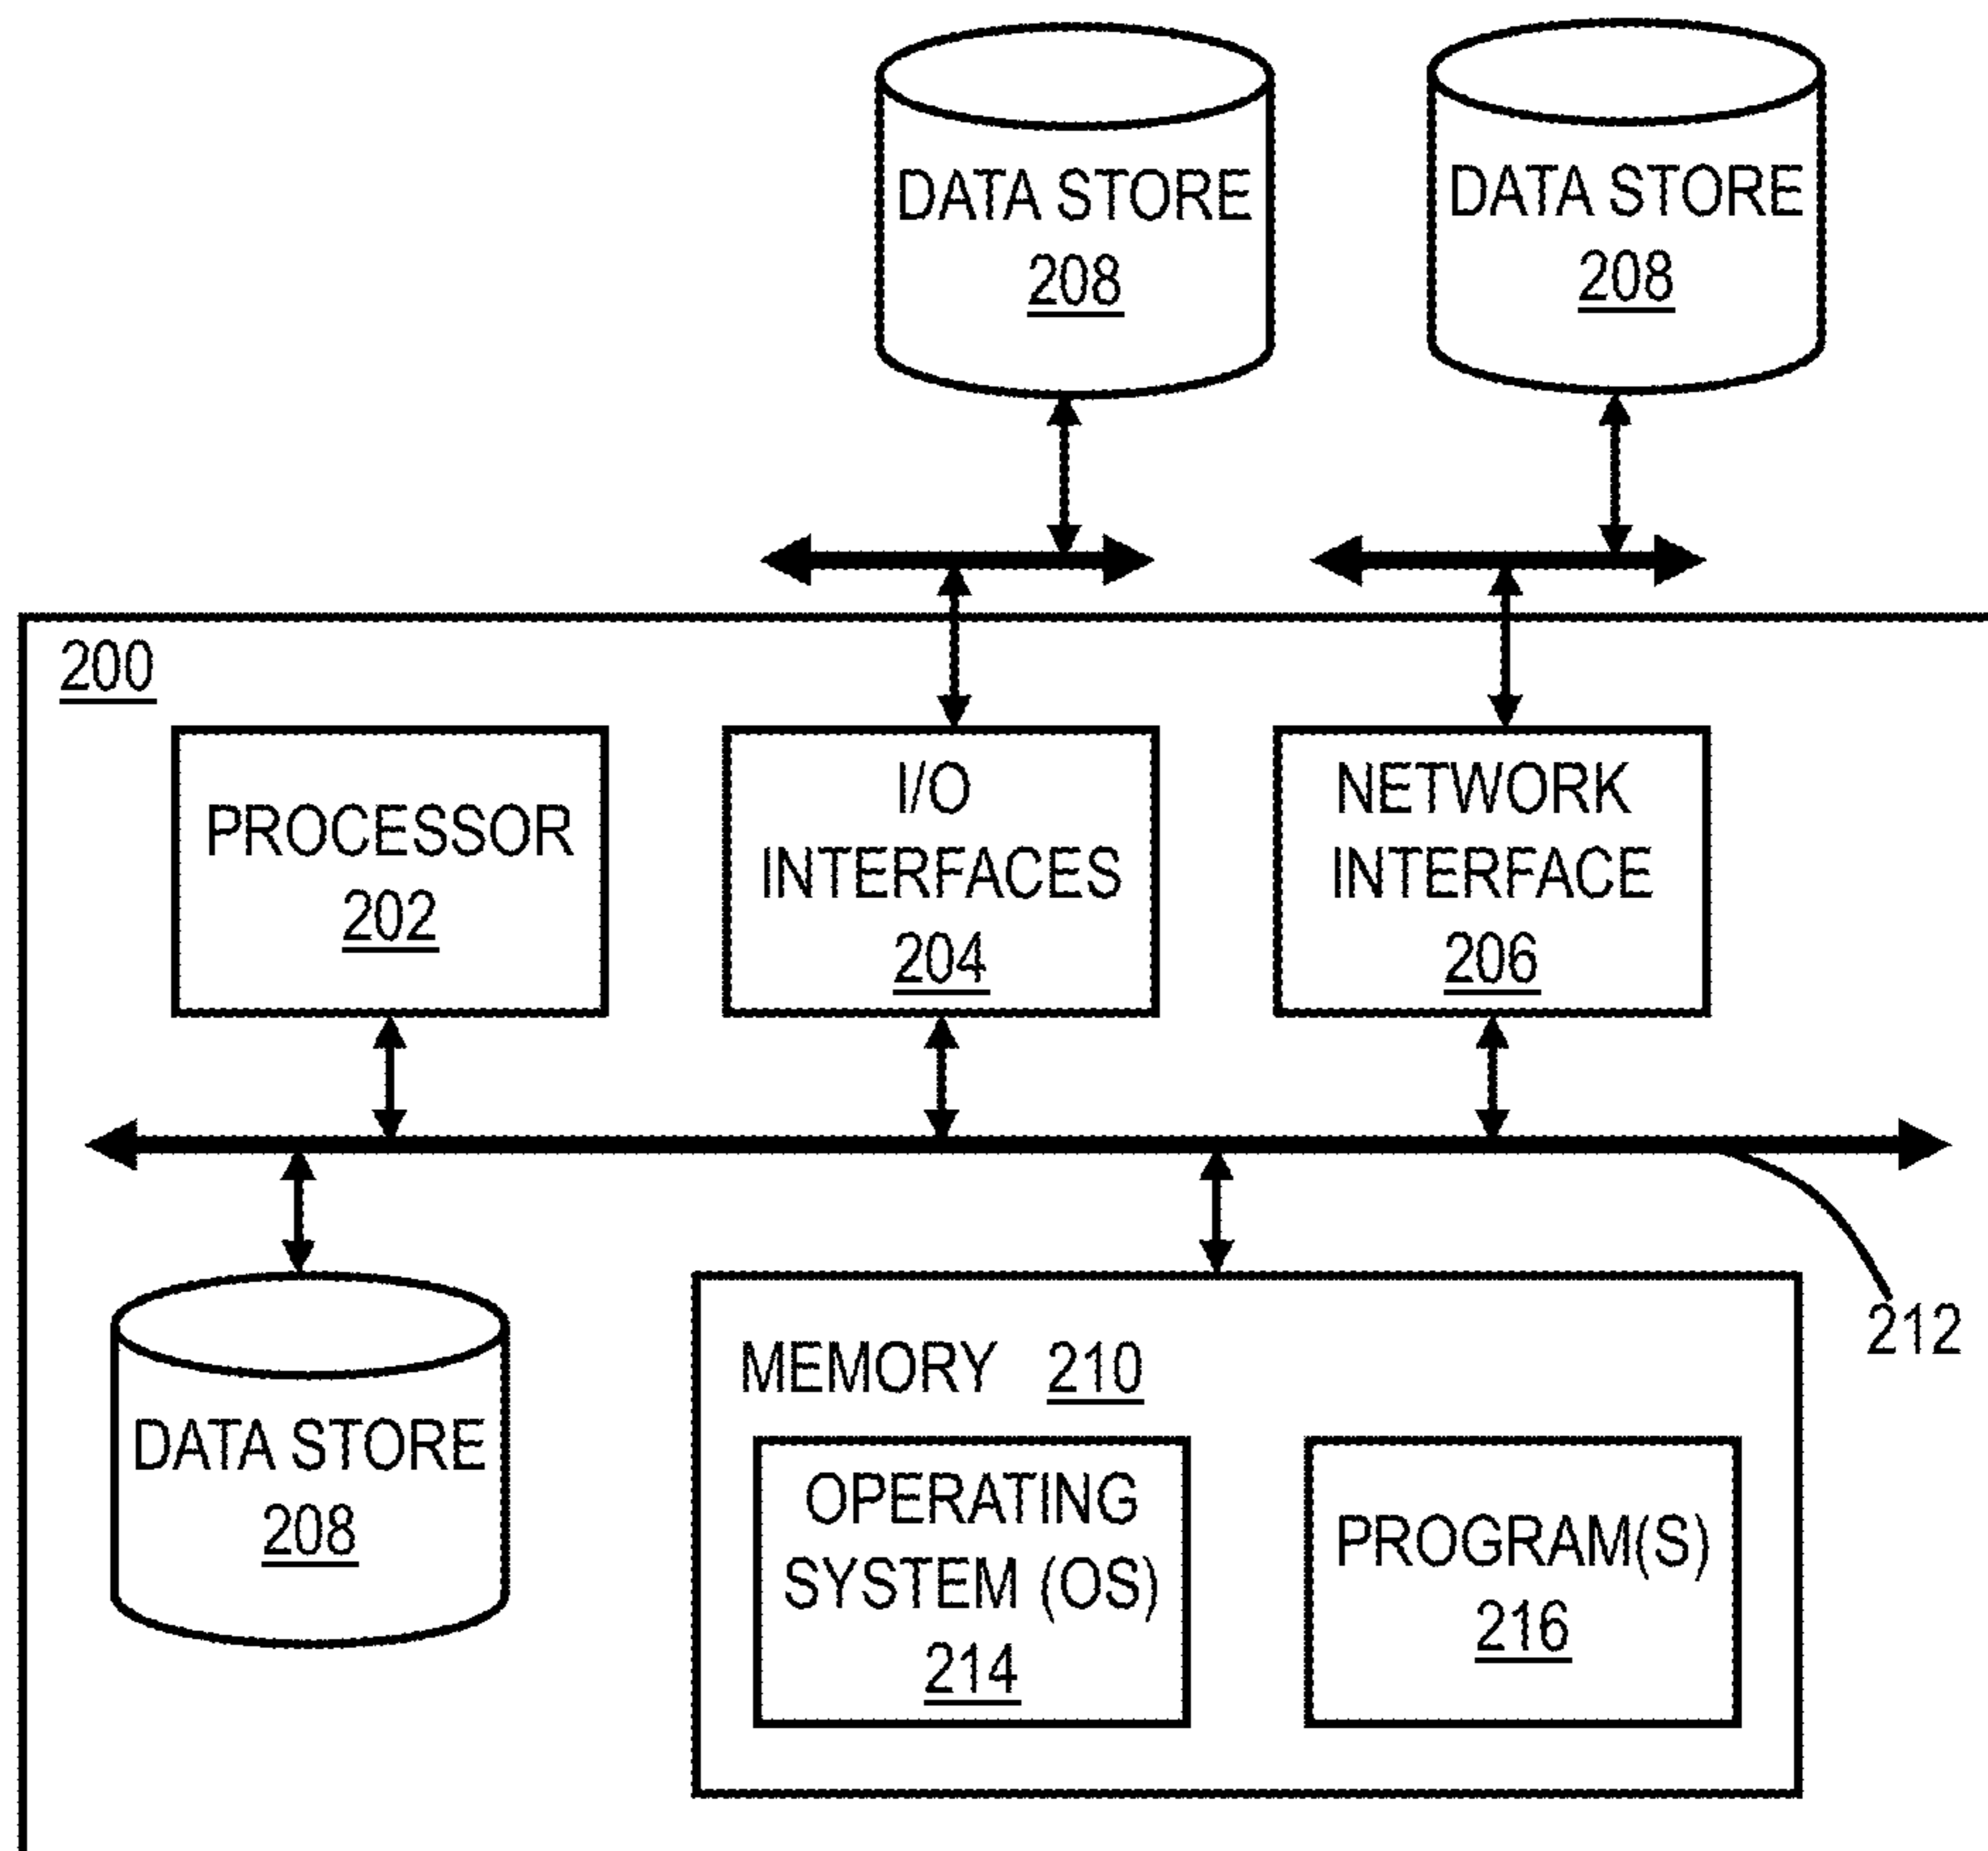 DATA STORE
208
DATA STORE
208
200
PROCESSOR
202
I/O
INTERFACES
204
NETWORK
INTERFACE
206
212
DATA STORE
208
MEMORY 210
OPERATING
SYSTEM (OS)
214
PROGRAM(S)
216